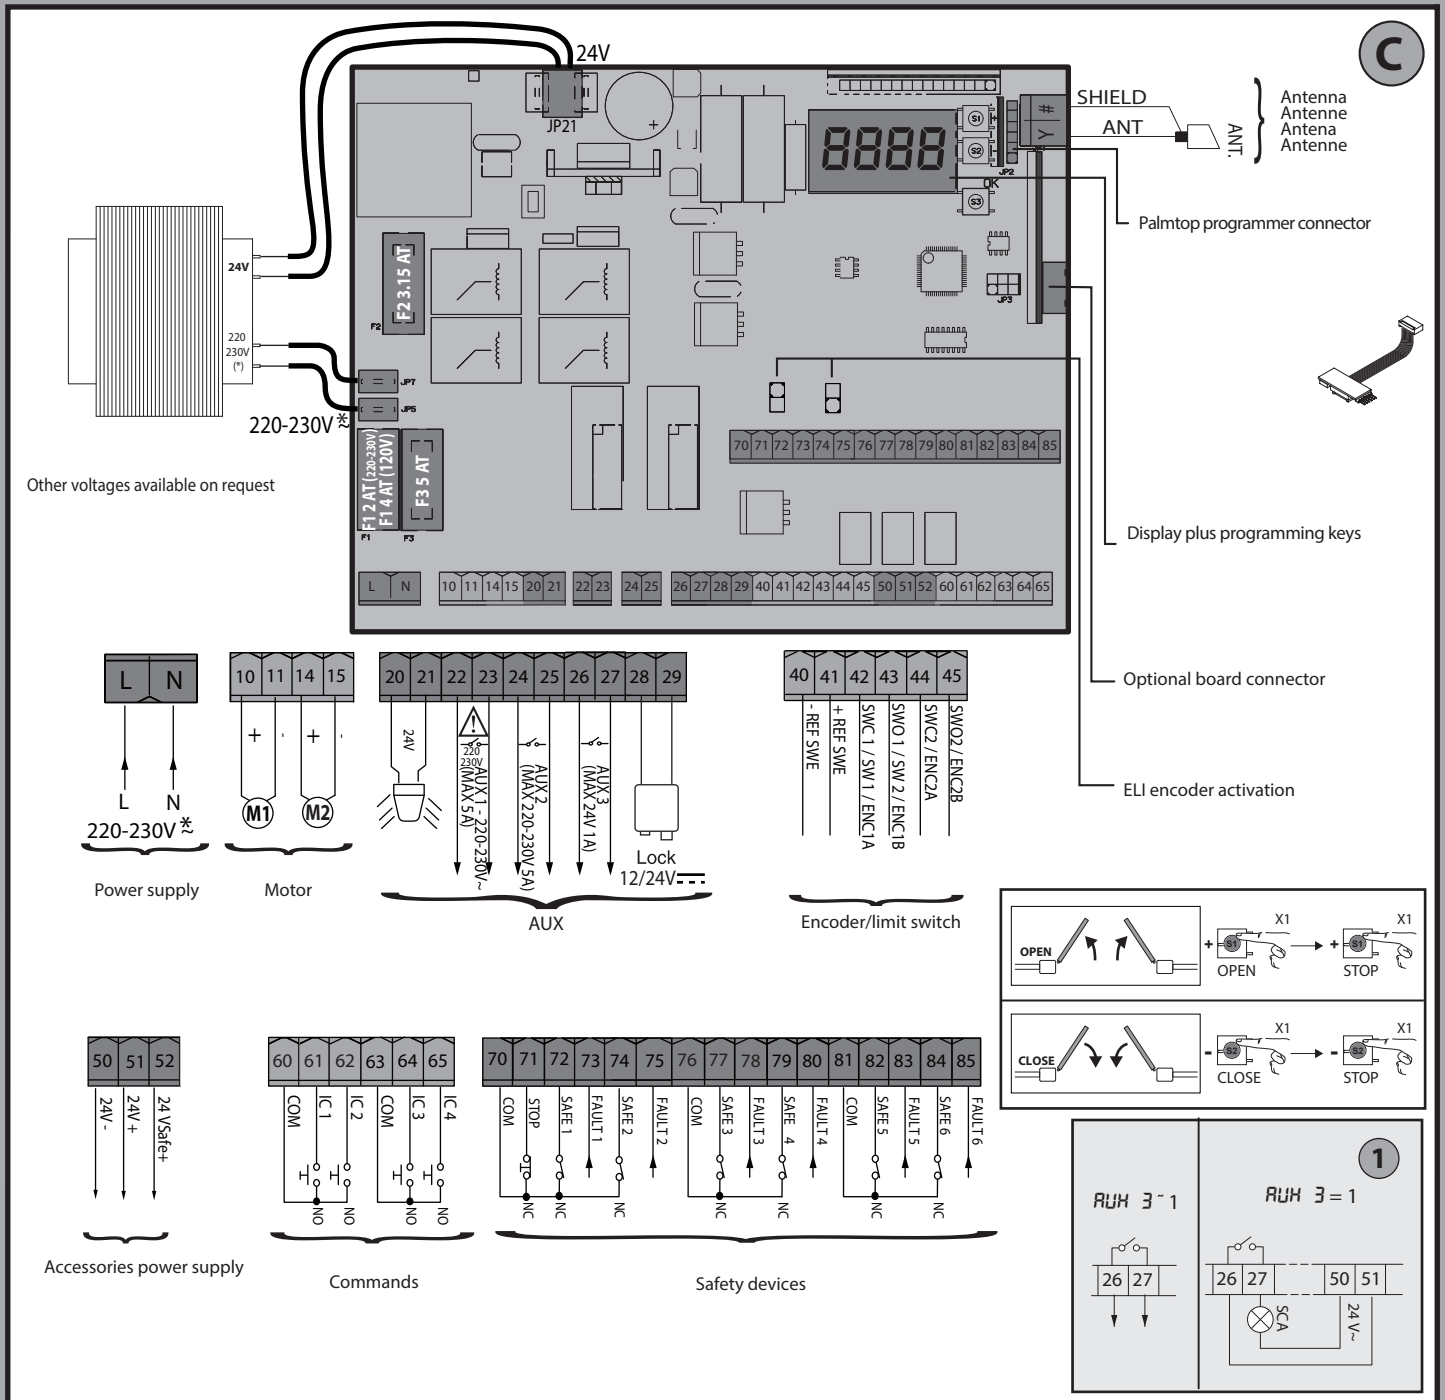 C
24V
JP21
+
8888
S1 +
S2 -
JP2
OK
S3
SHIELD
ANT
# Y
ANT.
Antenna
Antenne
Antena
Antenne
Palmtop programmer connector
24V
220
230V
(*)
F2 3.15 AT
F2
JP3
JP7
JP5
220-230V ~*
F1 2 AT (220-230V)
F1 4 AT (120V)
F3 5 AT
F1
F3
70 71 72 73 74 75 76 77 78 79 80 81 82 83 84 85
Other voltages available on request
Display plus programming keys
L N
10 11 14 15 20 21
22 23
24 25
26 27 28 29 40 41 42 43 44 45 50 51 52 60 61 62 63 64 65
Optional board connector
ELI encoder activation
L N
L N
220-230V ~*
Power supply
10 11 14 15
+ - + -
M1 M2
Motor
20 21 22 23 24 25 26 27 28 29
24V
220
230V
AUX 1 - 220-230V~
(MAX 5A)
AUX 2
(MAX 220-230V 5A)
AUX 3
(MAX 24V 1A)
Lock
12/24V
AUX
40 41 42 43 44 45
- REF SWE
+ REF SWE
SWC 1 / SW 1 / ENC1A
SWO 1 / SW 2 / ENC1B
SWC2 / ENC2A
SWO2 / ENC2B
Encoder/limit switch
OPEN
+ S1 X1
OPEN
+ S1 X1
STOP
CLOSE
- S2 X1
CLOSE
- S2 X1
STOP
50 51 52
24V -
24V +
24 VSafe+
Accessories power supply
60 61 62 63 64 65
COM
IC 1
IC 2
COM
IC 3
IC 4
NO NO NO NO
Commands
70 71 72 73 74 75 76 77 78 79 80 81 82 83 84 85
COM
STOP
SAFE 1
FAULT 1
SAFE 2
FAULT 2
COM
SAFE 3
FAULT 3
SAFE 4
FAULT 4
COM
SAFE 5
FAULT 5
SAFE 6
FAULT 6
NC NC NC NC NC NC NC
Safety devices
1
AUX 3 ~ 1
26 27
AUX 3 = 1
26 27 50 51
SCA
24 V~